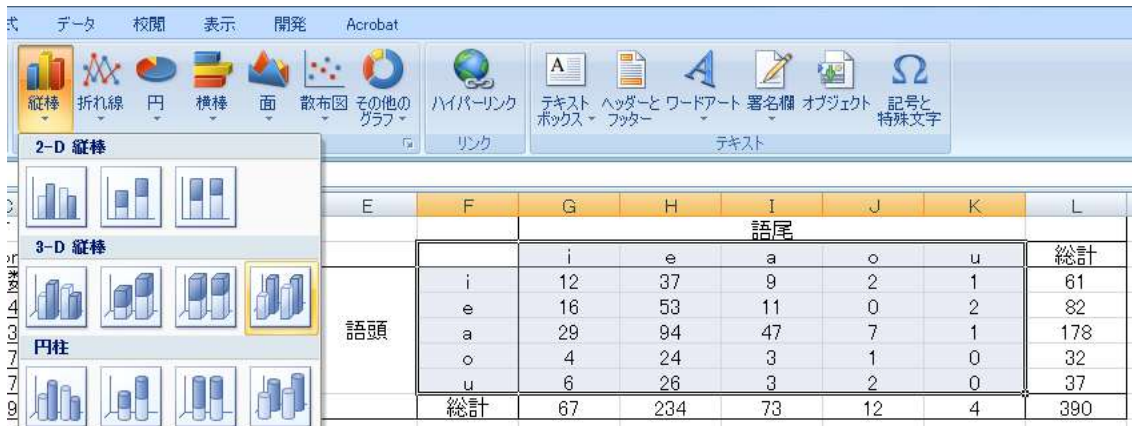 式 データ 校閲 表示 開発 Acrobat
縦棒 折れ線 円 横棒 面 散布図 その他の ハイパーリンク テキスト ヘッダーと ワードアート 署名欄 オブジェクト 記号と
グラフ ボックス フッター 特殊文字
リンク テキスト
2-D 縦棒
E F G H I J K L
語尾
3-D 縦棒
i e a o u 総計
数 i 12 37 9 2 1 61
4 e 16 53 11 0 2 82
3 語頭 a 29 94 47 7 1 178
円柱
7 o 4 24 3 1 0 32
7 u 6 26 3 2 0 37
9 総計 67 234 73 12 4 390